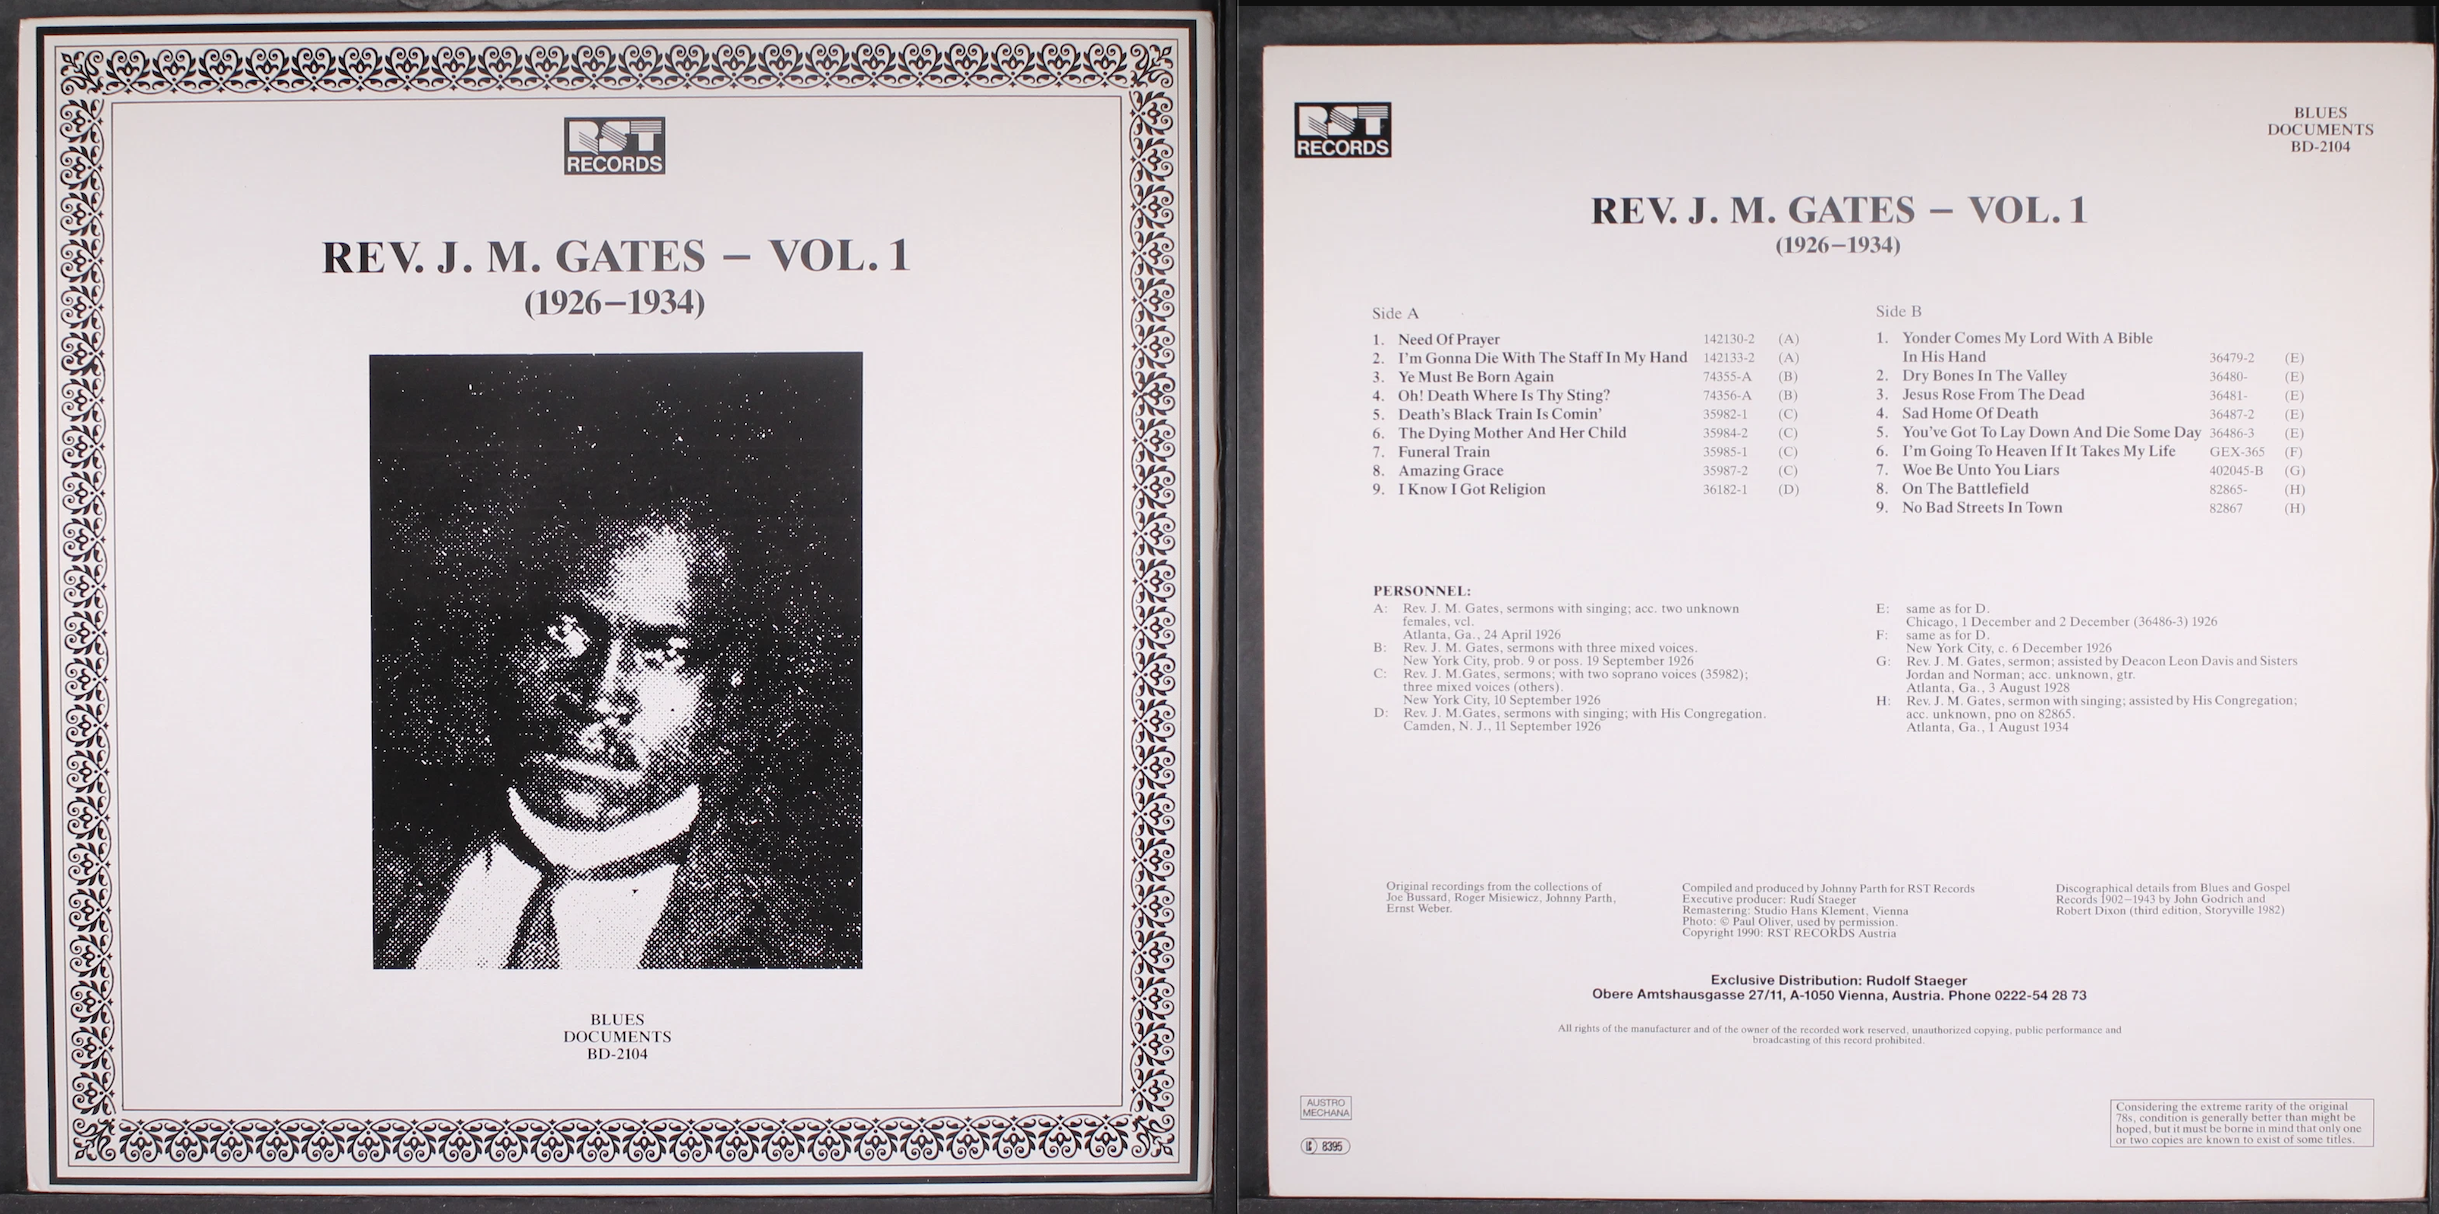 RST
RECORDS
REV. J. M. GATES – VOL. 1
(1926–1934)
BLUES
DOCUMENTS
BD-2104
RST
RECORDS
BLUES
DOCUMENTS
BD-2104
REV. J. M. GATES – VOL. 1
(1926–1934)
Side A
1. Need Of Prayer 142130-2 (A)
2. I'm Gonna Die With The Staff In My Hand 142133-2 (A)
3. Ye Must Be Born Again 74355-A (B)
4. Oh! Death Where Is Thy Sting? 74356-A (B)
5. Death's Black Train Is Comin' 35982-1 (C)
6. The Dying Mother And Her Child 35984-2 (C)
7. Funeral Train 35985-1 (C)
8. Amazing Grace 35987-2 (C)
9. I Know I Got Religion 36182-1 (D)
Side B
1. Yonder Comes My Lord With A Bible
In His Hand 36479-2 (E)
2. Dry Bones In The Valley 36480- (E)
3. Jesus Rose From The Dead 36481- (E)
4. Sad Home Of Death 36487-2 (E)
5. You've Got To Lay Down And Die Some Day 36486-3 (E)
6. I'm Going To Heaven If It Takes My Life GEX-365 (F)
7. Woe Be Unto You Liars 402045-B (G)
8. On The Battlefield 82865- (H)
9. No Bad Streets In Town 82867 (H)
PERSONNEL:
A: Rev. J. M. Gates, sermons with singing; acc. two unknown
females, vcl.
Atlanta, Ga., 24 April 1926
B: Rev. J. M. Gates, sermons with three mixed voices.
New York City, prob. 9 or poss. 19 September 1926
C: Rev. J. M.Gates, sermons; with two soprano voices (35982);
three mixed voices (others).
New York City, 10 September 1926
D: Rev. J. M.Gates, sermons with singing; with His Congregation.
Camden, N. J., 11 September 1926
E: same as for D.
Chicago, 1 December and 2 December (36486-3) 1926
F: same as for D.
New York City, c. 6 December 1926
G: Rev. J. M. Gates, sermon; assisted by Deacon Leon Davis and Sisters
Jordan and Norman; acc. unknown, gtr.
Atlanta, Ga., 3 August 1928
H: Rev. J. M. Gates, sermon with singing; assisted by His Congregation;
acc. unknown, pno on 82865.
Atlanta, Ga., 1 August 1934
Original recordings from the collections of
Joe Bussard, Roger Misiewicz, Johnny Parth,
Ernst Weber.
Compiled and produced by Johnny Parth for RST Records
Executive producer: Rudi Staeger
Remastering: Studio Hans Klement, Vienna
Photo: © Paul Oliver, used by permission.
Copyright 1990: RST RECORDS Austria
Discographical details from Blues and Gospel
Records 1902–1943 by John Godrich and
Robert Dixon (third edition, Storyville 1982)
Exclusive Distribution: Rudolf Staeger
Obere Amtshausgasse 27/11, A-1050 Vienna, Austria. Phone 0222-54 28 73
All rights of the manufacturer and of the owner of the recorded work reserved, unauthorized copying, public performance and
broadcasting of this record prohibited.
AUSTRO
MECHANA
LC 8395
Considering the extreme rarity of the original
78s, condition is generally better than might be
hoped, but it must be borne in mind that only one
or two copies are known to exist of some titles.